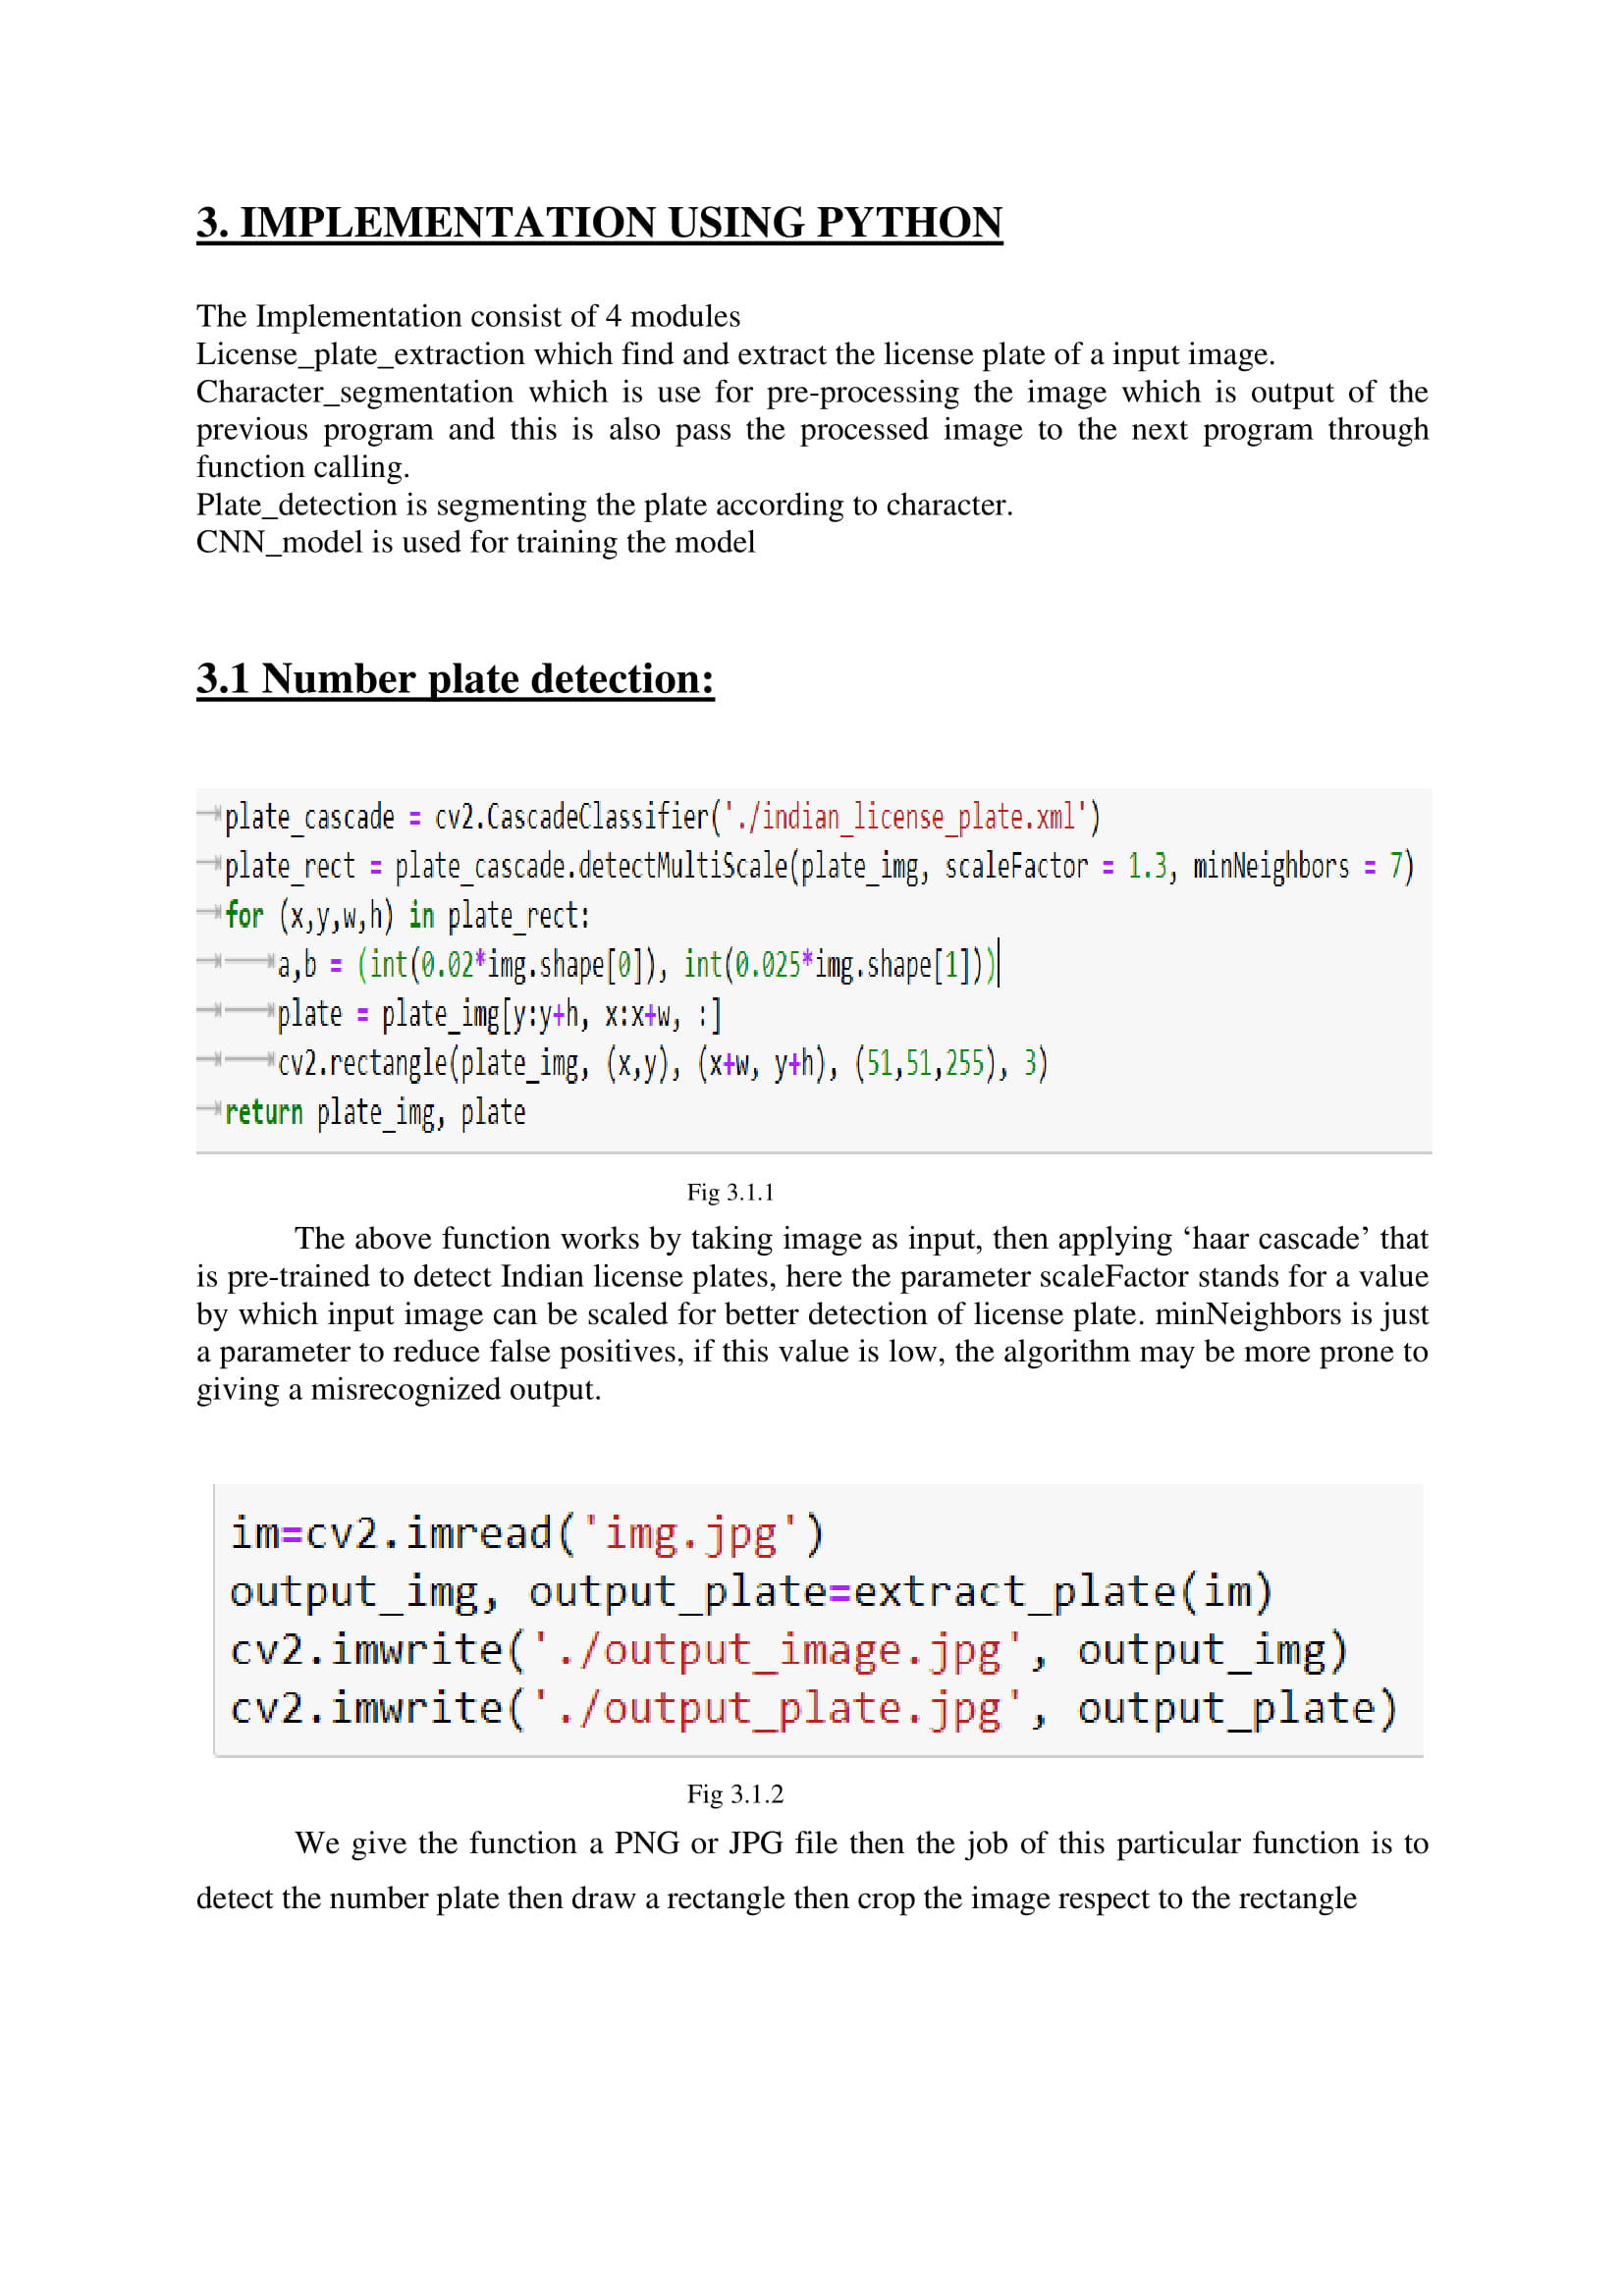 3. IMPLEMENTATION USING PYTHON
The Implementation consist of 4 modules
License_plate_extraction which find and extract the license plate of a input image.
Character_segmentation which is use for pre-processing the image which is output of the
previous program and this is also pass the processed image to the next program through
function calling.
Plate_detection is segmenting the plate according to character.
CNN_model is used for training the model
3.1 Number plate detection:
plate_cascade = cv2.CascadeClassifier('./indian_license_plate.xml')
plate_rect = plate_cascade.detectMultiScale(plate_img, scaleFactor = 1.3, minNeighbors = 7)
for (x,y,w,h) in plate_rect:
a,b = (int(0.02*img.shape[0]), int(0.025*img.shape[1]))
plate = plate_img[y:y+h, x:x+w, :]
cv2.rectangle(plate_img, (x,y), (x+w, y+h), (51,51,255), 3)
return plate_img, plate
Fig 3.1.1
The above function works by taking image as input, then applying ‘haar cascade’ that
is pre-trained to detect Indian license plates, here the parameter scaleFactor stands for a value
by which input image can be scaled for better detection of license plate. minNeighbors is just
a parameter to reduce false positives, if this value is low, the algorithm may be more prone to
giving a misrecognized output.
im=cv2.imread('img.jpg')
output_img, output_plate=extract_plate(im)
cv2.imwrite('./output_image.jpg', output_img)
cv2.imwrite('./output_plate.jpg', output_plate)
Fig 3.1.2
We give the function a PNG or JPG file then the job of this particular function is to
detect the number plate then draw a rectangle then crop the image respect to the rectangle